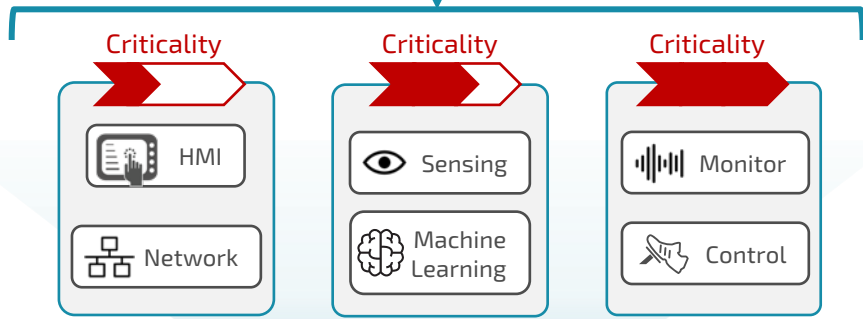 Criticality
HMI
Network
Criticality
Sensing
Machine
Learning
Criticality
Monitor
Control